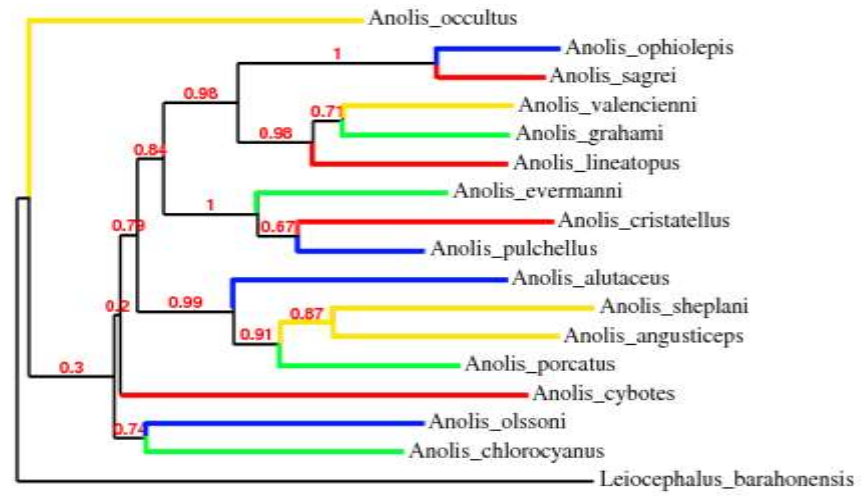 Anolis_occultus
Anolis_ophiolepis
1
Anolis_sagrei
0.98
Anolis_valencienni
0.71
Anolis_grahami
0.98
Anolis_lineatopus
0.84
Anolis_evermanni
1
Anolis_cristatellus
0.67
0.79
Anolis_pulchellus
Anolis_alutaceus
0.99
Anolis_sheplani
0.2
0.87
Anolis_angusticeps
0.91
Anolis_porcatus
0.3
Anolis_cybotes
Anolis_olssoni
0.74
Anolis_chlorocyanus
Leiocephalus_barahonensis